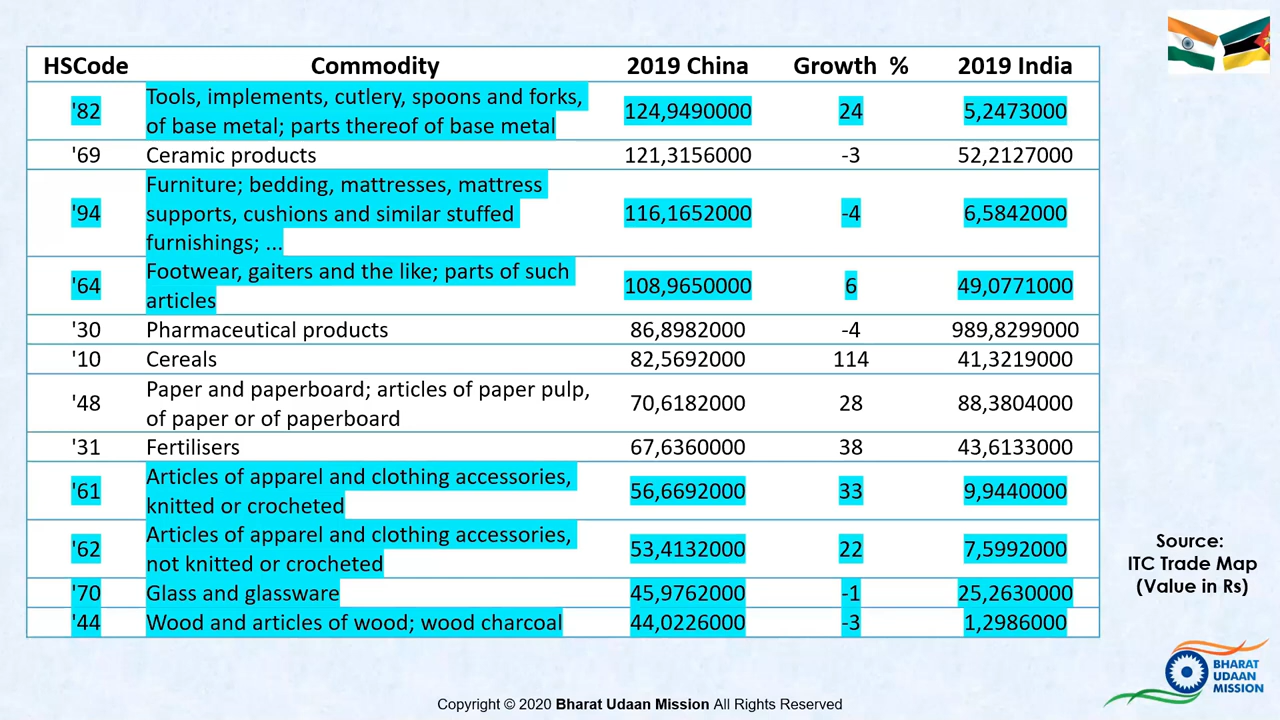 HSCode Commodity 2019 China Growth % 2019 India
'82 Tools, implements, cutlery, spoons and forks, of base metal; parts thereof of base metal 124,9490000 24 5,2473000
'69 Ceramic products 121,3156000 -3 52,2127000
'94 Furniture; bedding, mattresses, mattress supports, cushions and similar stuffed furnishings; ... 116,1652000 -4 6,5842000
'64 Footwear, gaiters and the like; parts of such articles 108,9650000 6 49,0771000
'30 Pharmaceutical products 86,8982000 -4 989,8299000
'10 Cereals 82,5692000 114 41,3219000
'48 Paper and paperboard; articles of paper pulp, of paper or of paperboard 70,6182000 28 88,3804000
'31 Fertilisers 67,6360000 38 43,6133000
'61 Articles of apparel and clothing accessories, knitted or crocheted 56,6692000 33 9,9440000
'62 Articles of apparel and clothing accessories, not knitted or crocheted 53,4132000 22 7,5992000
'70 Glass and glassware 45,9762000 -1 25,2630000
'44 Wood and articles of wood; wood charcoal 44,0226000 -3 1,2986000
Source:
ITC Trade Map
(Value in Rs)
BHARAT
UDAAN
MISSION
Copyright © 2020 Bharat Udaan Mission All Rights Reserved